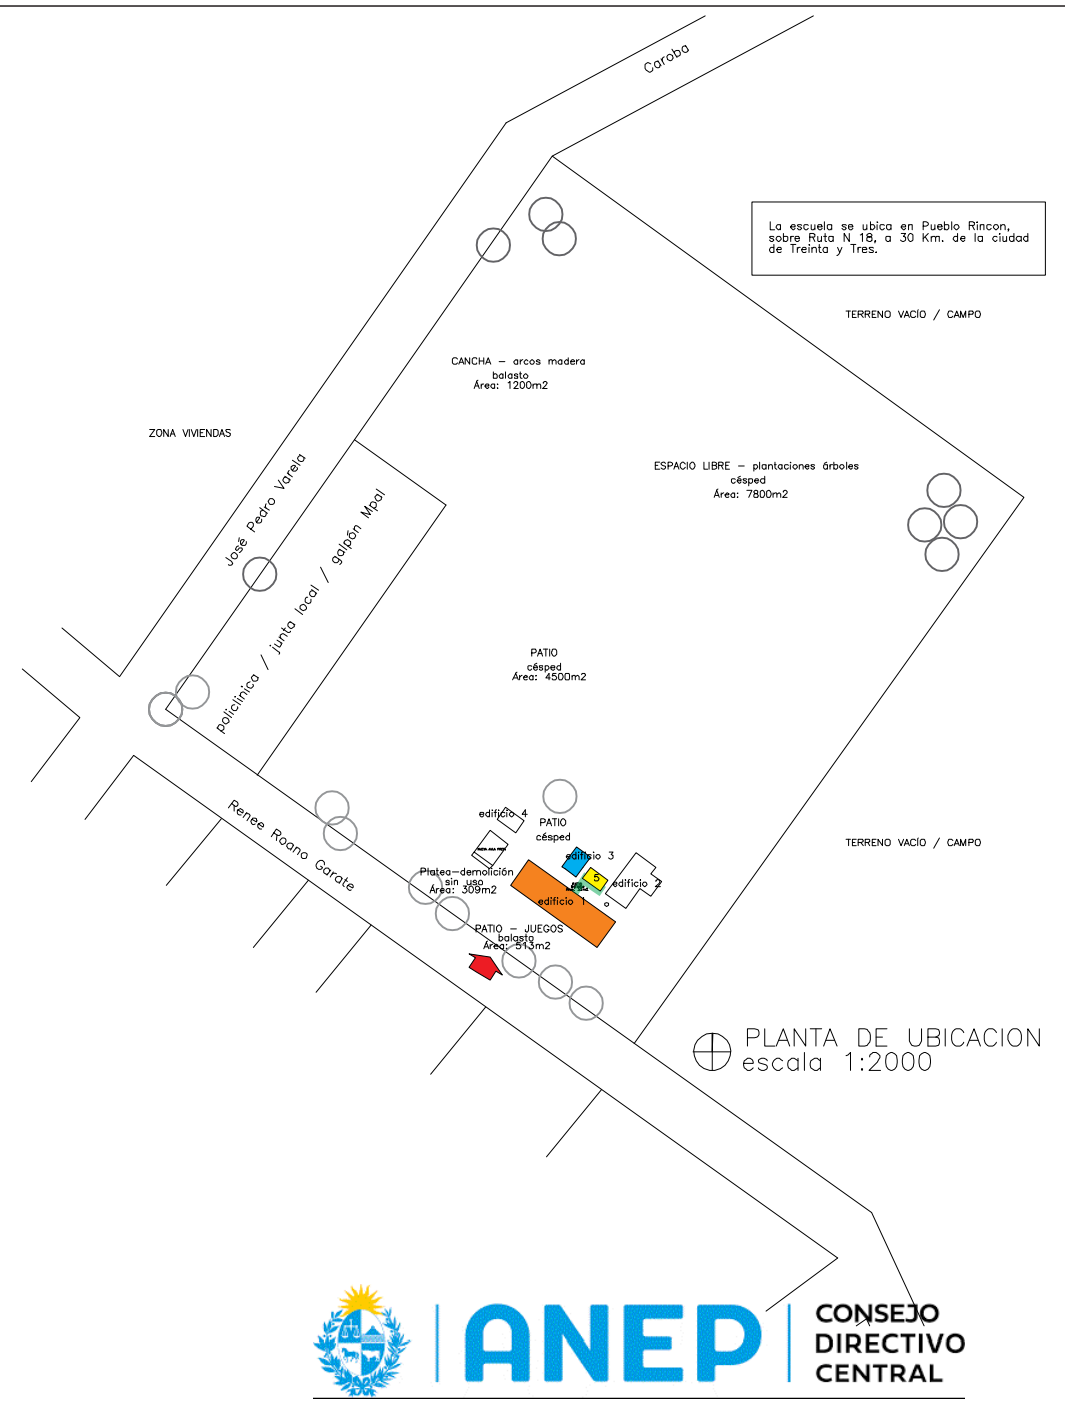 Caroba
La escuela se ubica en Pueblo Rincon,
sobre Ruta N 18, a 30 Km. de la ciudad
de Treinta y Tres.
TERRENO VACÍO / CAMPO
CANCHA – arcos madera
balasto
Área: 1200m2
ZONA VIVIENDAS
ESPACIO LIBRE – plantaciones árboles
césped
Área: 7800m2
José Pedro Varela
policlinica / junta local / galpón Mpal
PATIO
césped
Área: 4500m2
edificio 4
PATIO
césped
edificio 3
TERRENO VACÍO / CAMPO
Platea–demolición
sin uso
Área: 309m2
5
edificio 2
edificio 1
Renee Roano Garate
PATIO – JUEGOS
balasto
Área: 513m2
PLANTA DE UBICACION
escala 1:2000
ANEP
CONSEJO
DIRECTIVO
CENTRAL